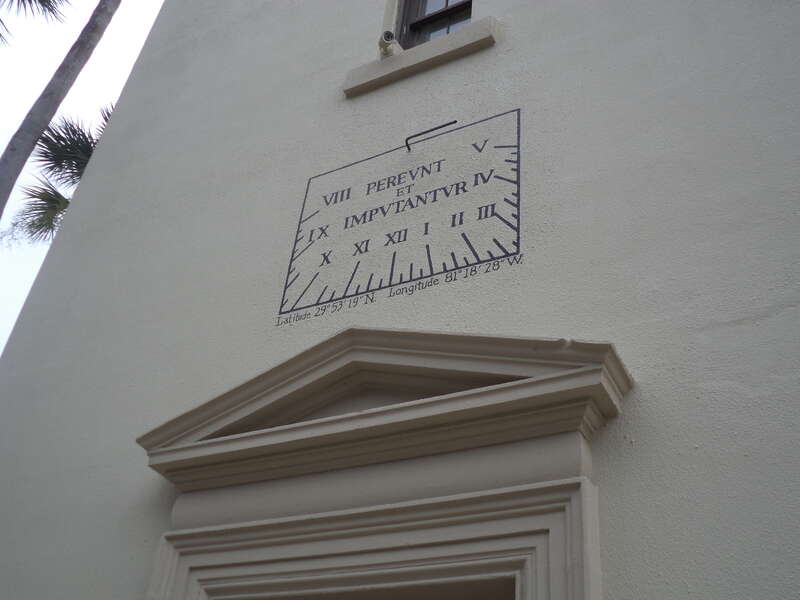 V
VIII PEREVNT
ET
IX IMPVTANTVR IV
X XI XII I II III
Latitude 29° 53' 19" N. Longitude 81° 18' 28" W.